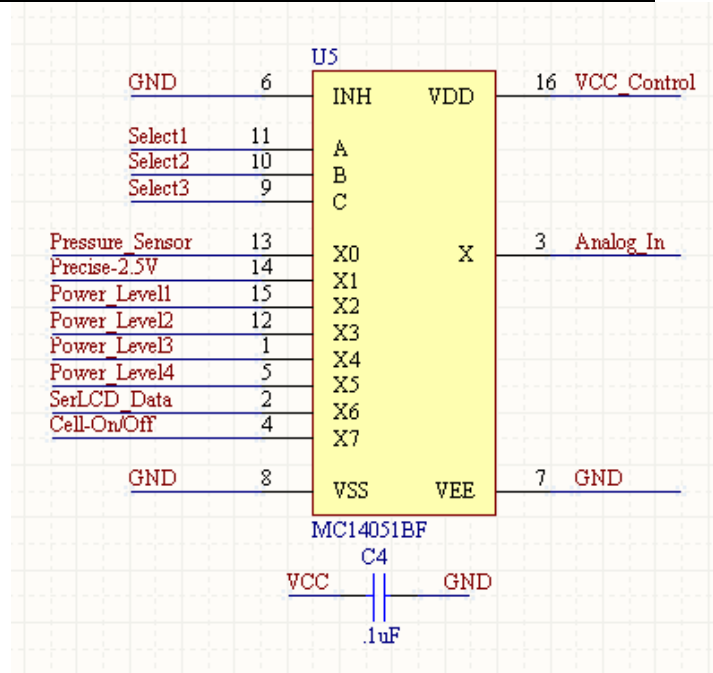 U5
GND 6 INH VDD 16 VCC_Control
Select1 11 A
Select2 10 B
Select3 9 C
Pressure_Sensor 13 X0 X 3 Analog_In
Precise-2.5V 14 X1
Power_Level1 15 X2
Power_Level2 12 X3
Power_Level3 1 X4
Power_Level4 5 X5
SerLCD_Data 2 X6
Cell-On/Off 4 X7
GND 8 VSS VEE 7 GND
MC14051BF
C4
VCC GND
.1uF